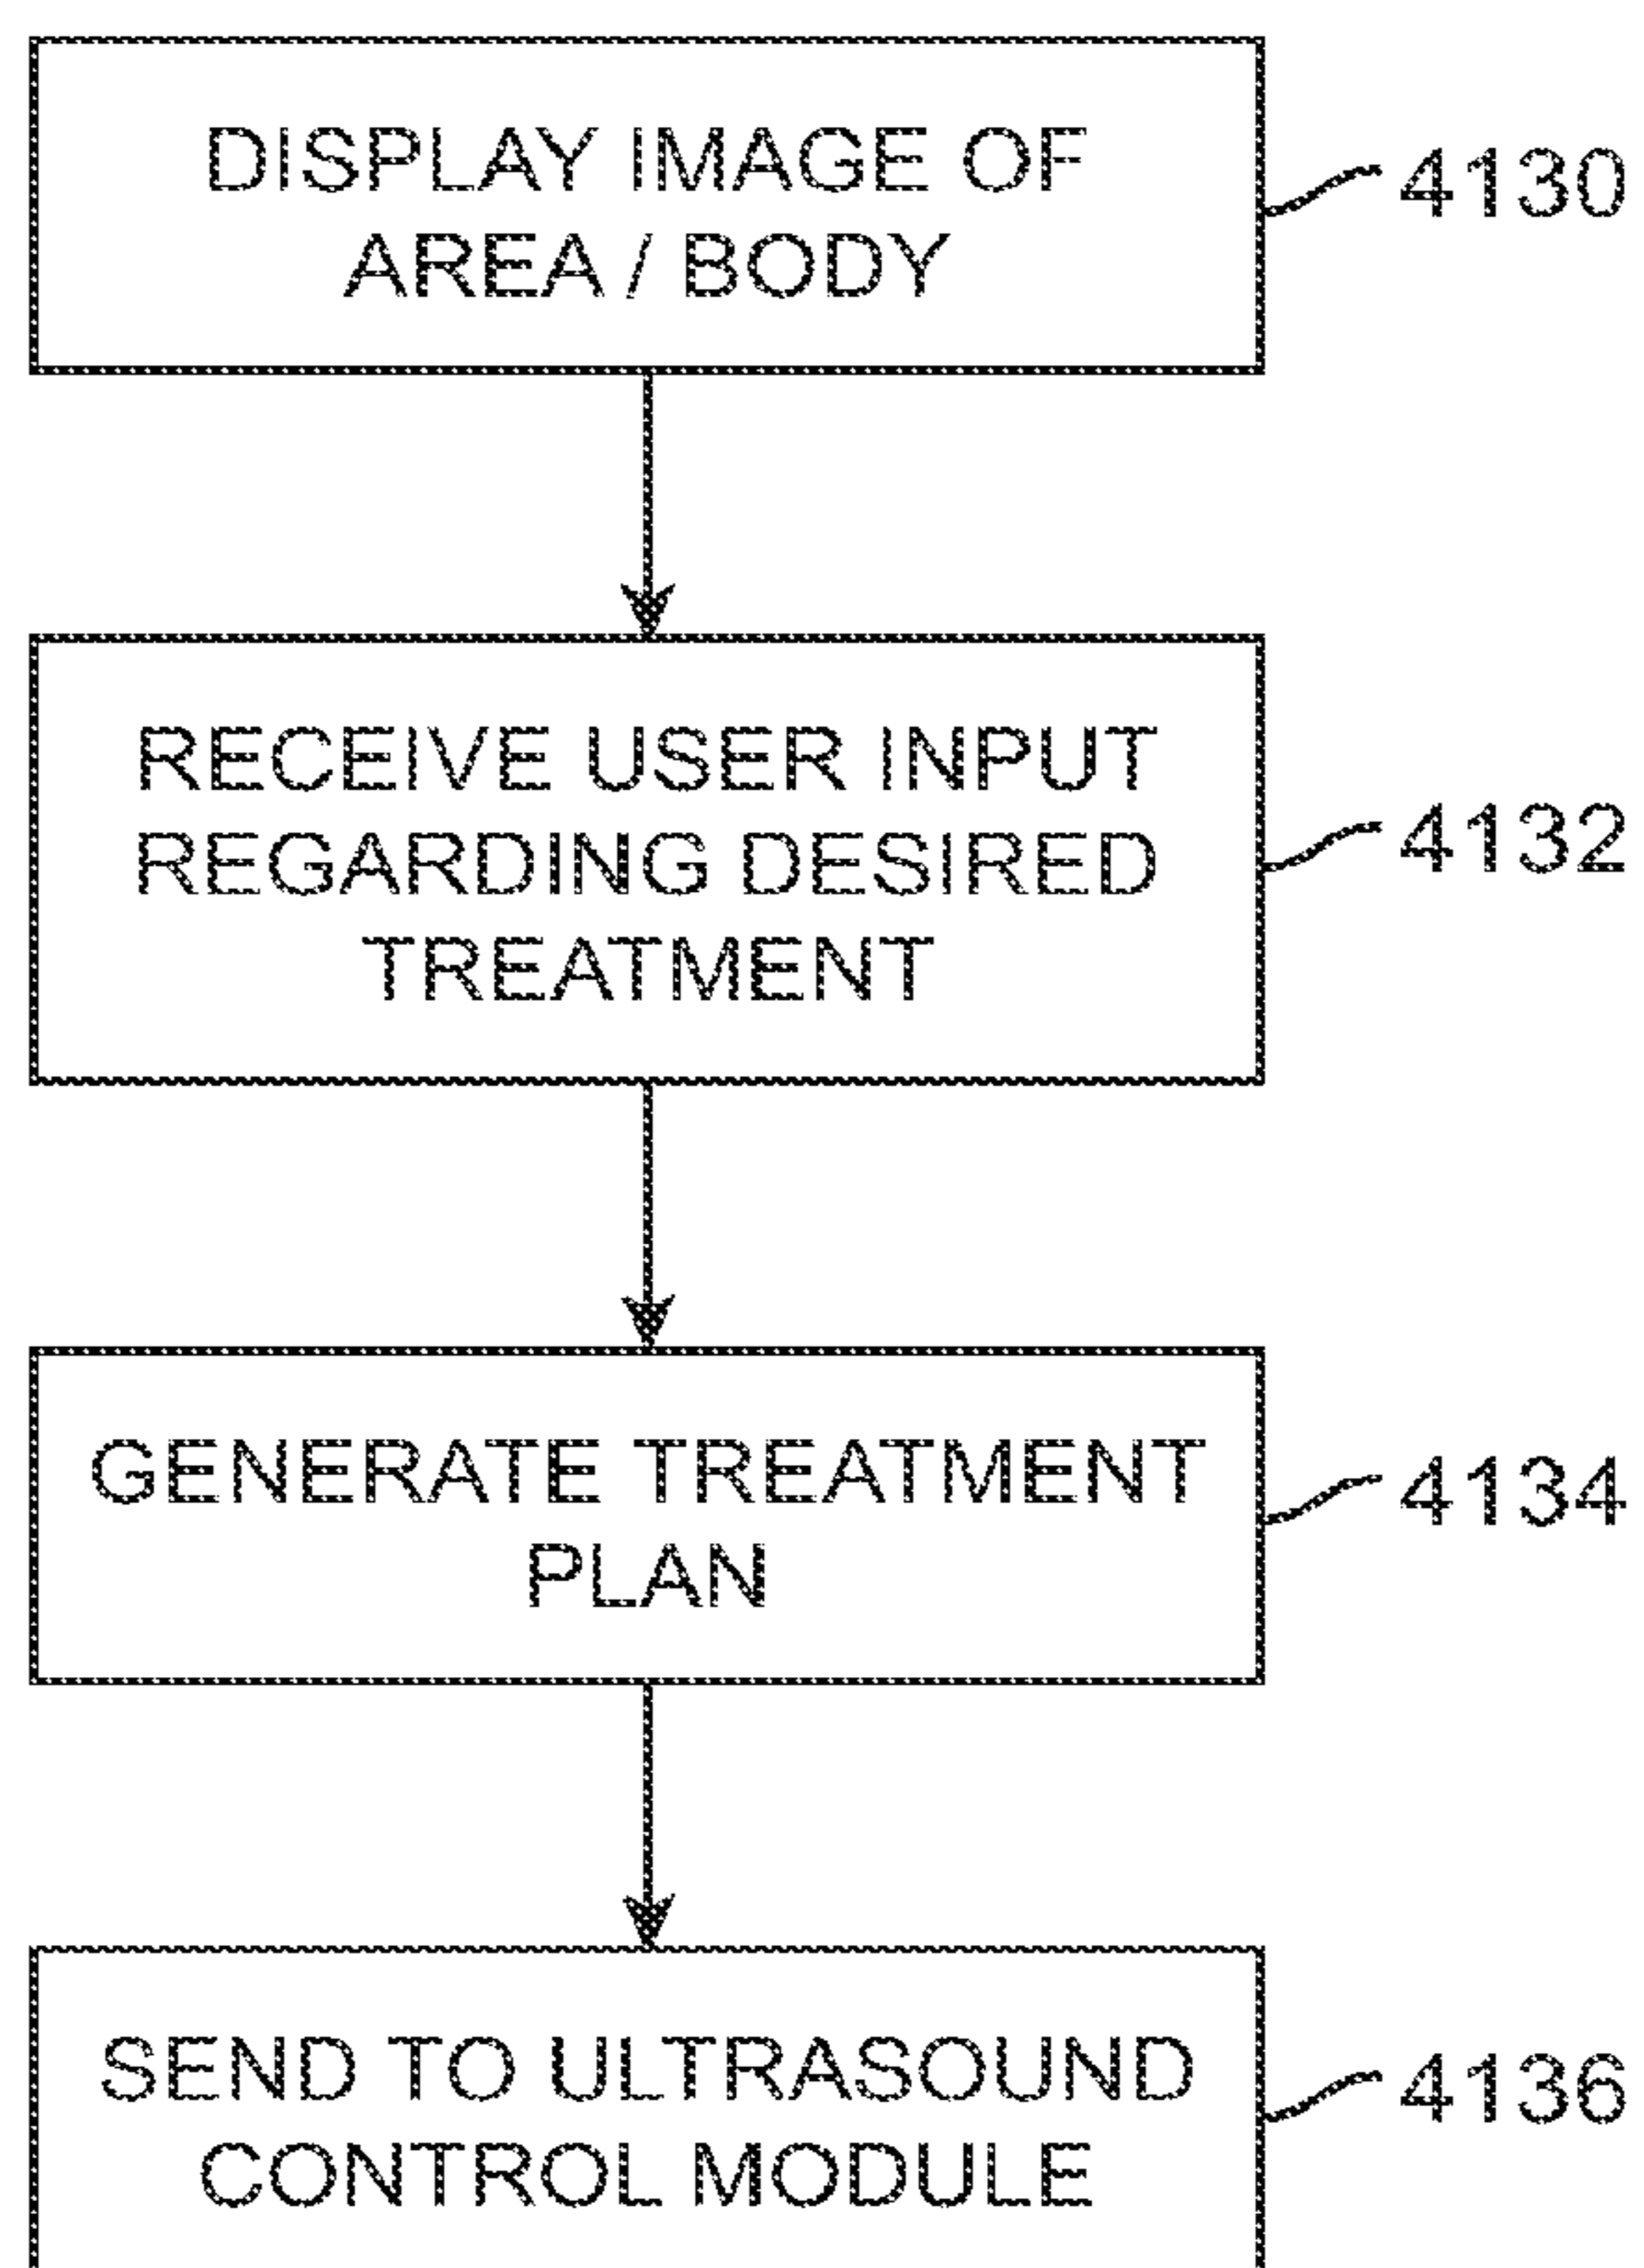 DISPLAY IMAGE OF
AREA / BODY
4130
RECEIVE USER INPUT
REGARDING DESIRED
TREATMENT
4132
GENERATE TREATMENT
PLAN
4134
SEND TO ULTRASOUND
CONTROL MODULE
4136